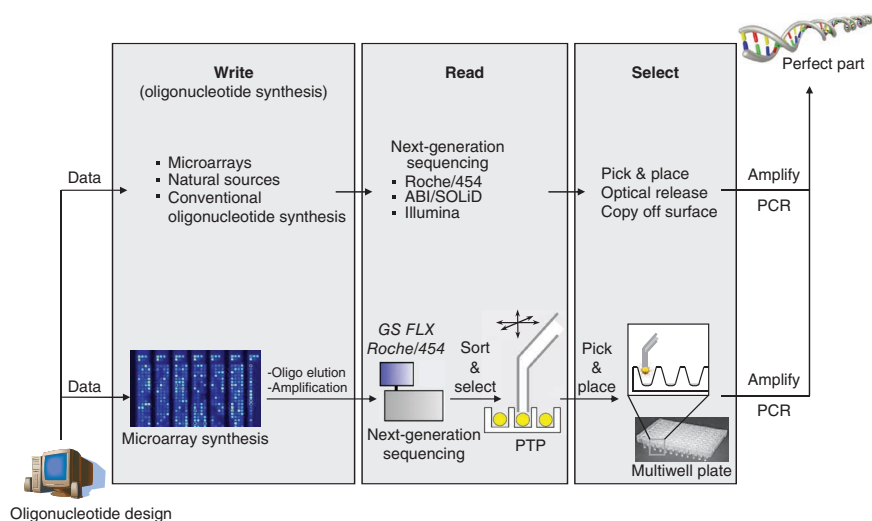 Perfect part
Write
(oligonucleotide synthesis)
Read
Select
Data
▪ Microarrays
▪ Natural sources
▪ Conventional
oligonucleotide synthesis
Next-generation
sequencing
▪ Roche/454
▪ ABI/SOLiD
▪ Illumina
Pick & place
Optical release
Copy off surface
Amplify
PCR
Data
Microarray synthesis
-Oligo elution
-Amplification
GS FLX
Roche/454
Next-generation
sequencing
Sort
&
select
PTP
Pick
&
place
Multiwell plate
Amplify
PCR
Oligonucleotide design